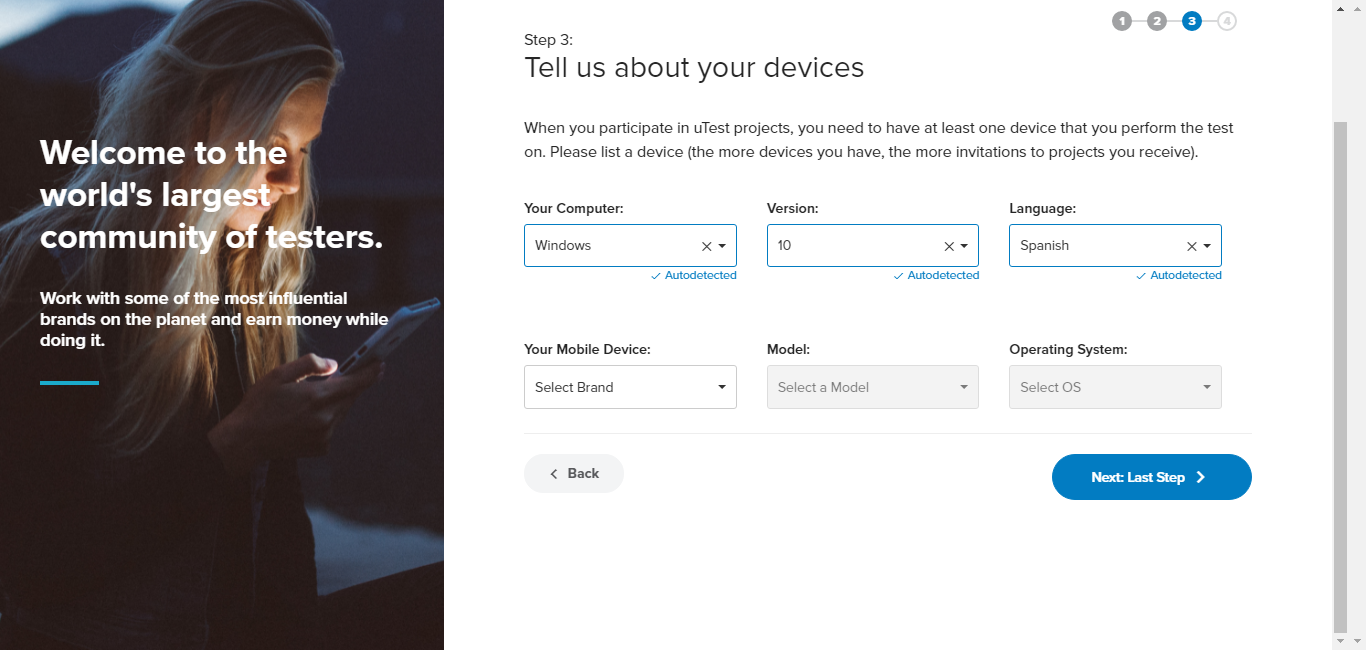 Welcome to the
world's largest
community of testers.
Work with some of the most influential
brands on the planet and earn money while
doing it.
1 2 3 4
Step 3:
Tell us about your devices
When you participate in uTest projects, you need to have at least one device that you perform the test
on. Please list a device (the more devices you have, the more invitations to projects you receive).
Your Computer: Version: Language:
Windows 10 Spanish
Autodetected Autodetected Autodetected
Your Mobile Device: Model: Operating System:
Select Brand Select a Model Select OS
Back Next: Last Step